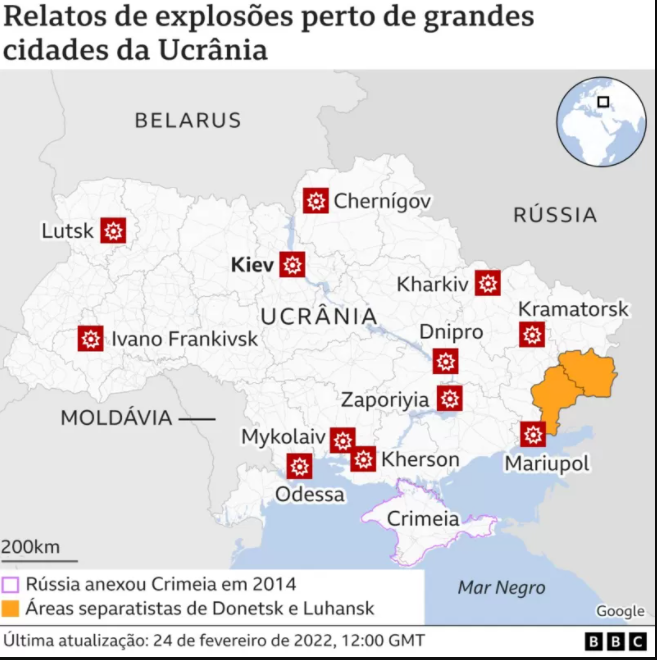 Relatos de explosões perto de grandes
cidades da Ucrânia
BELARUS
Chernígov
RÚSSIA
Lutsk
Kiev
Kharkiv
Kramatorsk
UCRÂNIA
Dnipro
Ivano Frankivsk
Zaporiyia
MOLDÁVIA
Mykolaiv
Kherson
Mariupol
Odessa
Crimeia
200km
Rússia anexou Crimeia em 2014
Mar Negro
Áreas separatistas de Donetsk e Luhansk
Google
Última atualização: 24 de fevereiro de 2022, 12:00 GMT
BBC